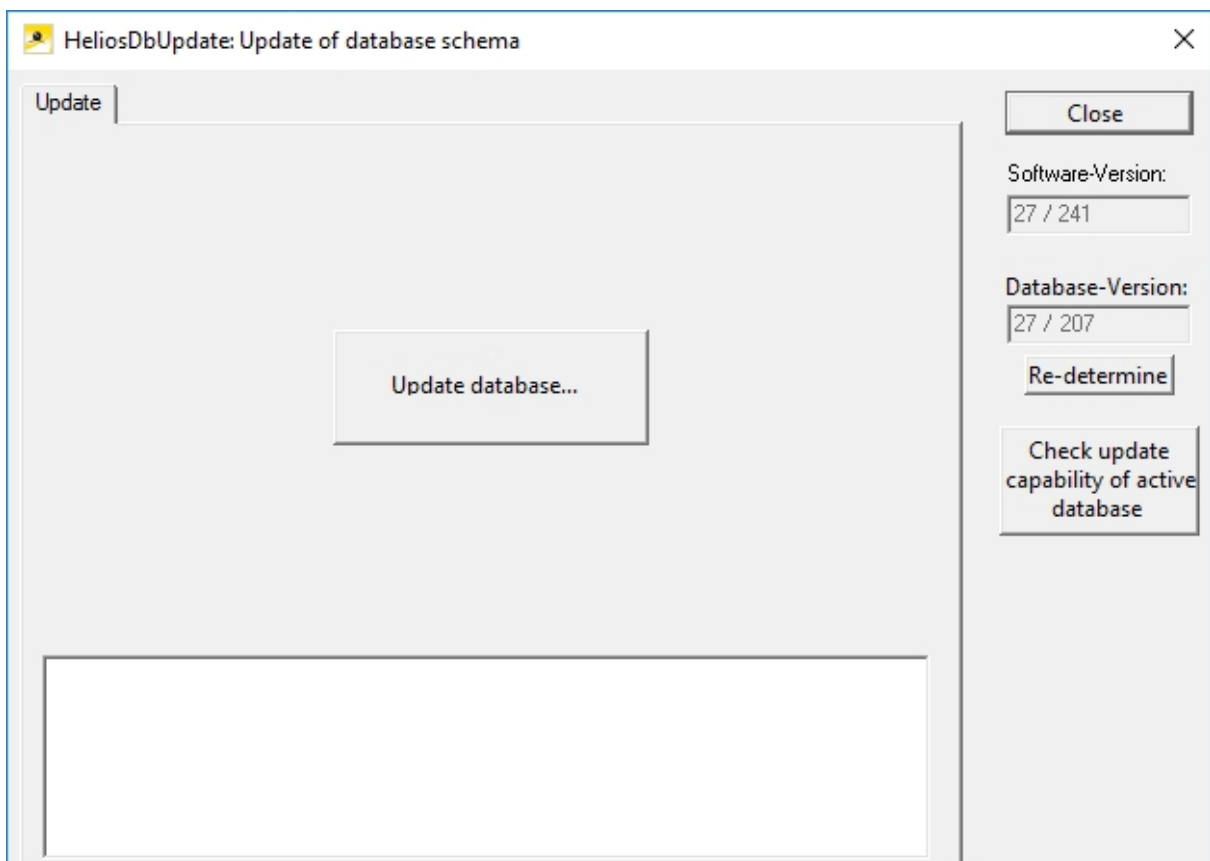 HeliosDbUpdate: Update of database schema
Update
Close
Software-Version:
27 / 241
Database-Version:
27 / 207
Re-determine
Update database...
Check update
capability of active
database